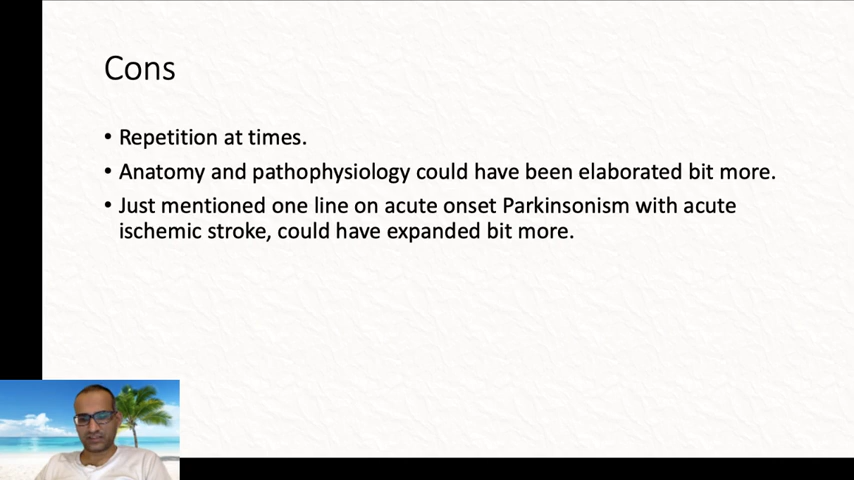 Cons
• Repetition at times.
• Anatomy and pathophysiology could have been elaborated bit more.
• Just mentioned one line on acute onset Parkinsonism with acute
ischemic stroke, could have expanded bit more.